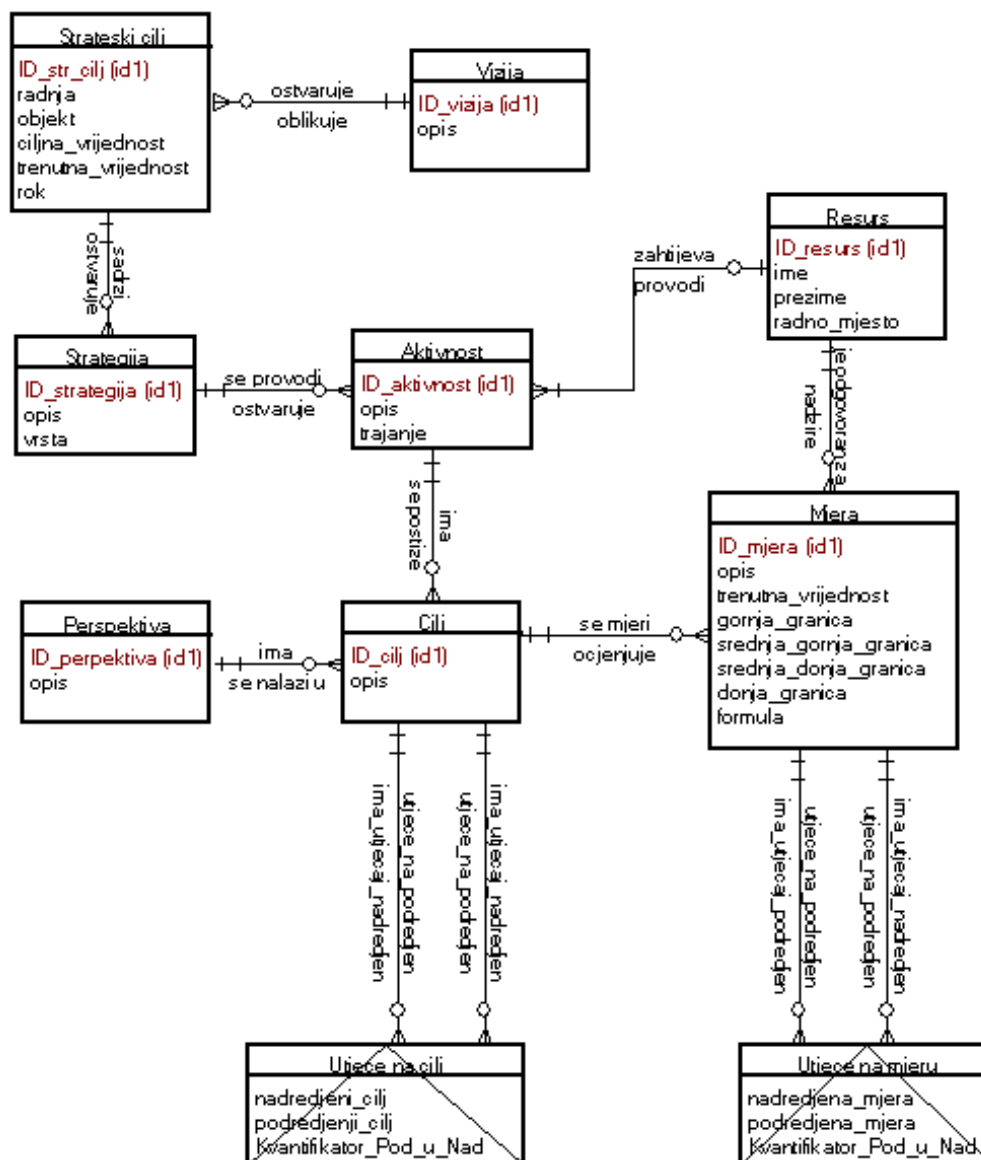 Strateski cilj
ID_str_cilj (id1)
radnja
objekt
ciljna_vrijednost
trenutna_vrijednost
rok
ostvaruje
oblikuje
Vizija
ID_vizija (id1)
opis
sadrzi
ostvaruje
Resurs
ID_resurs (id1)
ime
prezime
radno_mjesto
zahtijeva
provodi
Strategija
ID_strategija (id1)
opis
vrsta
se provodi
ostvaruje
Aktivnost
ID_aktivnost (id1)
opis
trajanje
je odgovoran za
nadzire
ima
se postize
Mjera
ID_mjera (id1)
opis
trenutna_vrijednost
gornja_granica
srednja_gornja_granica
srednja_donja_granica
donja_granica
formula
Perspektiva
ID_perpektiva (id1)
opis
ima
se nalazi u
Cilj
ID_cilj (id1)
opis
se mjeri
ocjenjuje
utjece_na_podredjen
ima_utjecaj_nadredjen
ima_utjecaj_nadredjen
utjece_na_podredjen
utjece_na_podredjen
ima_utjecaj_podredjen
ima_utjecaj_nadredjen
utjece_na_podredjen
Utjece na cilj
nadredjeni_cilj
podredjenji_cilj
Kvantifikator_Pod_u_Nad
Utjece na mjeru
nadredjena_mjera
podredjena_mjera
Kvantifikator_Pod_u_Nad